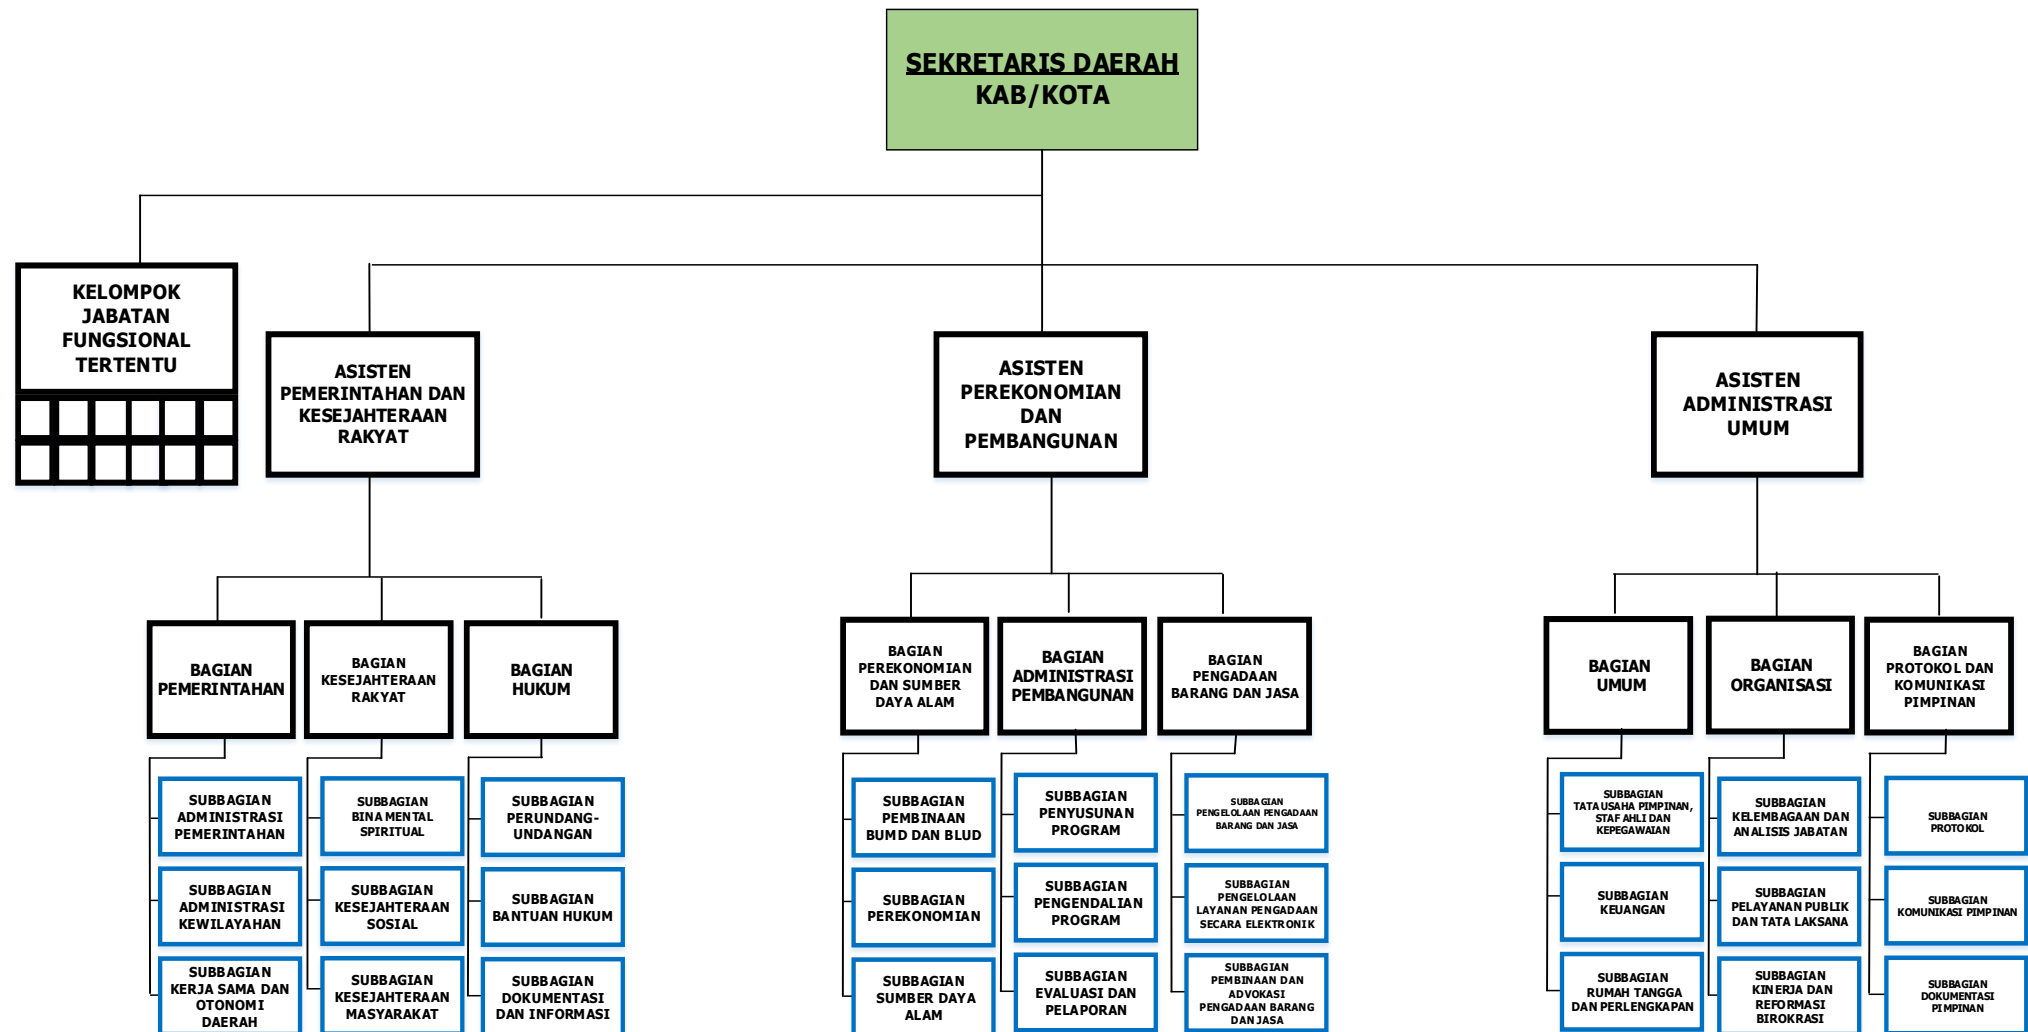 SEKRETARIS DAERAH
KAB/KOTA
KELOMPOK
JABATAN
FUNGSIONAL
TERTENTU
ASISTEN
PEMERINTAHAN DAN
KESEJAHTERAAN
RAKYAT
ASISTEN
PEREKONOMIAN
DAN
PEMBANGUNAN
ASISTEN
ADMINISTRASI
UMUM
BAGIAN
PEMERINTAHAN
BAGIAN
KESEJAHTERAAN
RAKYAT
BAGIAN
HUKUM
BAGIAN
PEREKONOMIAN
DAN SUMBER
DAYA ALAM
BAGIAN
ADMINISTRASI
PEMBANGUNAN
BAGIAN
PENGADAAN
BARANG DAN JASA
BAGIAN
UMUM
BAGIAN
ORGANISASI
BAGIAN
PROTOKOL DAN
KOMUNIKASI
PIMPINAN
SUBBAGIAN
ADMINISTRASI
PEMERINTAHAN
SUBBAGIAN
BINA MENTAL
SPIRITUAL
SUBBAGIAN
PERUNDANG-
UNDANGAN
SUBBAGIAN
PEMBINAAN
BUMD DAN BLUD
SUBBAGIAN
PENYUSUNAN
PROGRAM
SUBBAGIAN
PENGELOLAAN PENGADAAN
BARANG DAN JASA
SUBBAGIAN
TATA USAHA PIMPINAN,
STAF AHLI DAN
KEPEGAWAIAN
SUBBAGIAN
KELEMBAGAAN DAN
ANALISIS JABATAN
SUBBAGIAN
PROTOKOL
SUBBAGIAN
ADMINISTRASI
KEWILAYAHAN
SUBBAGIAN
KESEJAHTERAAN
SOSIAL
SUBBAGIAN
BANTUAN HUKUM
SUBBAGIAN
PEREKONOMIAN
SUBBAGIAN
PENGENDALIAN
PROGRAM
SUBBAGIAN
PENGELOLAAN
LAYANAN PENGADAAN
SECARA ELEKTRONIK
SUBBAGIAN
KEUANGAN
SUBBAGIAN
PELAYANAN PUBLIK
DAN TATA LAKSANA
SUBBAGIAN
KOMUNIKASI PIMPINAN
SUBBAGIAN
KERJA SAMA DAN
OTONOMI
DAERAH
SUBBAGIAN
KESEJAHTERAAN
MASYARAKAT
SUBBAGIAN
DOKUMENTASI
DAN INFORMASI
SUBBAGIAN
SUMBER DAYA
ALAM
SUBBAGIAN
EVALUASI DAN
PELAPORAN
SUBBAGIAN
PEMBINAAN DAN
ADVOKASI
PENGADAAN BARANG
DAN JASA
SUBBAGIAN
RUMAH TANGGA
DAN PERLENGKAPAN
SUBBAGIAN
KINERJA DAN
REFORMASI
BIROKRASI
SUBBAGIAN
DOKUMENTASI
PIMPINAN